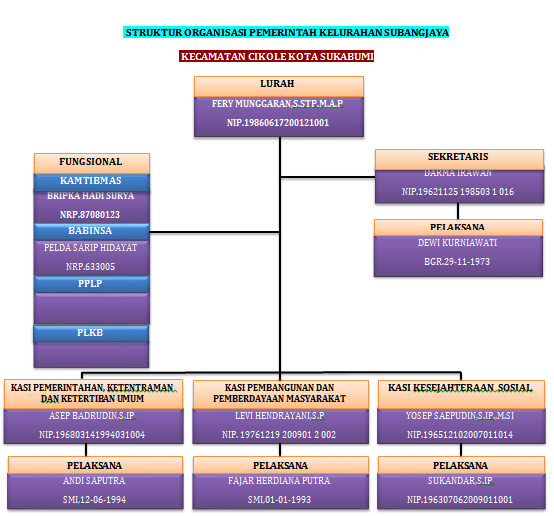 STRUKTUR ORGANISASI PEMERINTAH KELURAHAN SUBANGJAYA
KECAMATAN CIKOLE KOTA SUKABUMI
LURAH
FERY MUNGGARAN,S.STP.M.A.P
NIP.19860617200121001
FUNGSIONAL
KAMTIBMAS
BRIPKA HADI SURYA
NRP.87080123
BABINSA
PELDA SARIP HIDAYAT
NRP.633005
PPLP
PLKB
SEKRETARIS
DARMA IRAWAN
NIP.19621125 198503 1 016
PELAKSANA
DEWI KURNIAWATI
BGR.29-11-1973
KASI PEMERINTAHAN, KETENTRAMAN
DAN KETERTIBAN UMUM
ASEP BADRUDIN,S.IP
NIP.196803141994031004
PELAKSANA
ANDI SAPUTRA
SMI,12-06-1994
KASI PEMBANGUNAN DAN
PEMBERDAYAAN MASYARAKAT
LEVI HENDRAYANI,S.P
NIP. 19761219 200901 2 002
PELAKSANA
FAJAR HERDIANA PUTRA
SMI,01-01-1993
KASI KESEJAHTERAAN SOSIAL
YOSEP SAEPUDIN,S.IP.,M.SI
NIP.196512102007011014
PELAKSANA
SUKANDAR,S.IP
NIP.196307062009011001